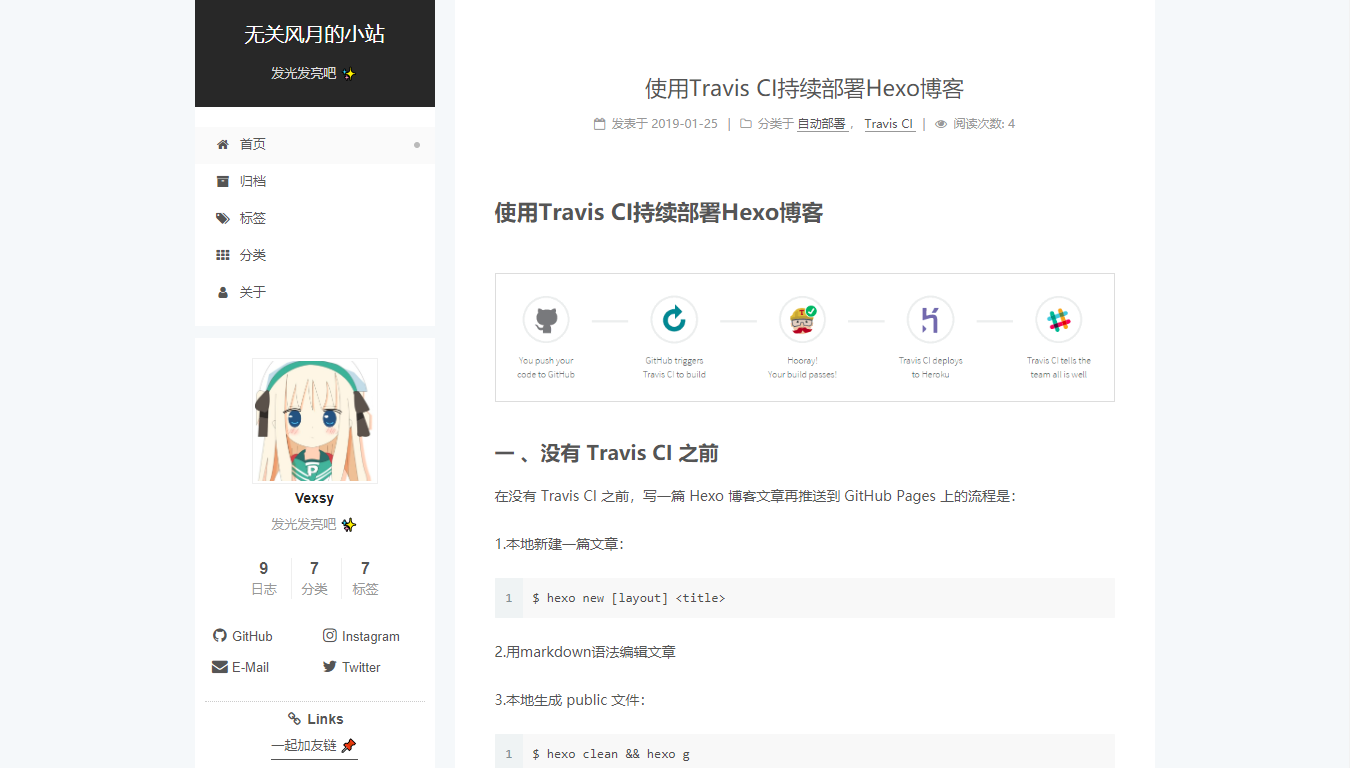 无关风月的小站
发光发亮吧 ✨
首页
归档
标签
分类
关于
Vexsy
发光发亮吧 ✨
9 7 7
日志 分类 标签
GitHub Instagram
E-Mail Twitter
Links
一起加友链 📌
使用Travis CI持续部署Hexo博客
发表于 2019-01-25 | 分类于 自动部署 , Travis CI | 阅读次数: 4
使用Travis CI持续部署Hexo博客
You push your
code to GitHub
GitHub triggers
Travis CI to build
Hooray!
Your build passes!
Travis CI deploys
to Heroku
Travis CI tells the
team all is well
一 、没有 Travis CI 之前
在没有 Travis CI 之前，写一篇 Hexo 博客文章再推送到 GitHub Pages 上的流程是：
1.本地新建一篇文章：
1 $ hexo new [layout] <title>
2.用markdown语法编辑文章
3.本地生成 public 文件：
1 $ hexo clean && hexo g